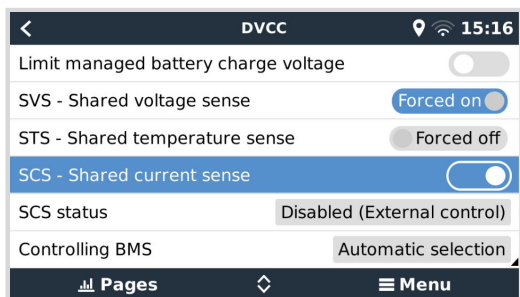 DVCC 15:16
Limit managed battery charge voltage
SVS - Shared voltage sense Forced on
STS - Shared temperature sense Forced off
SCS - Shared current sense
SCS status Disabled (External control)
Controlling BMS Automatic selection
Pages Menu